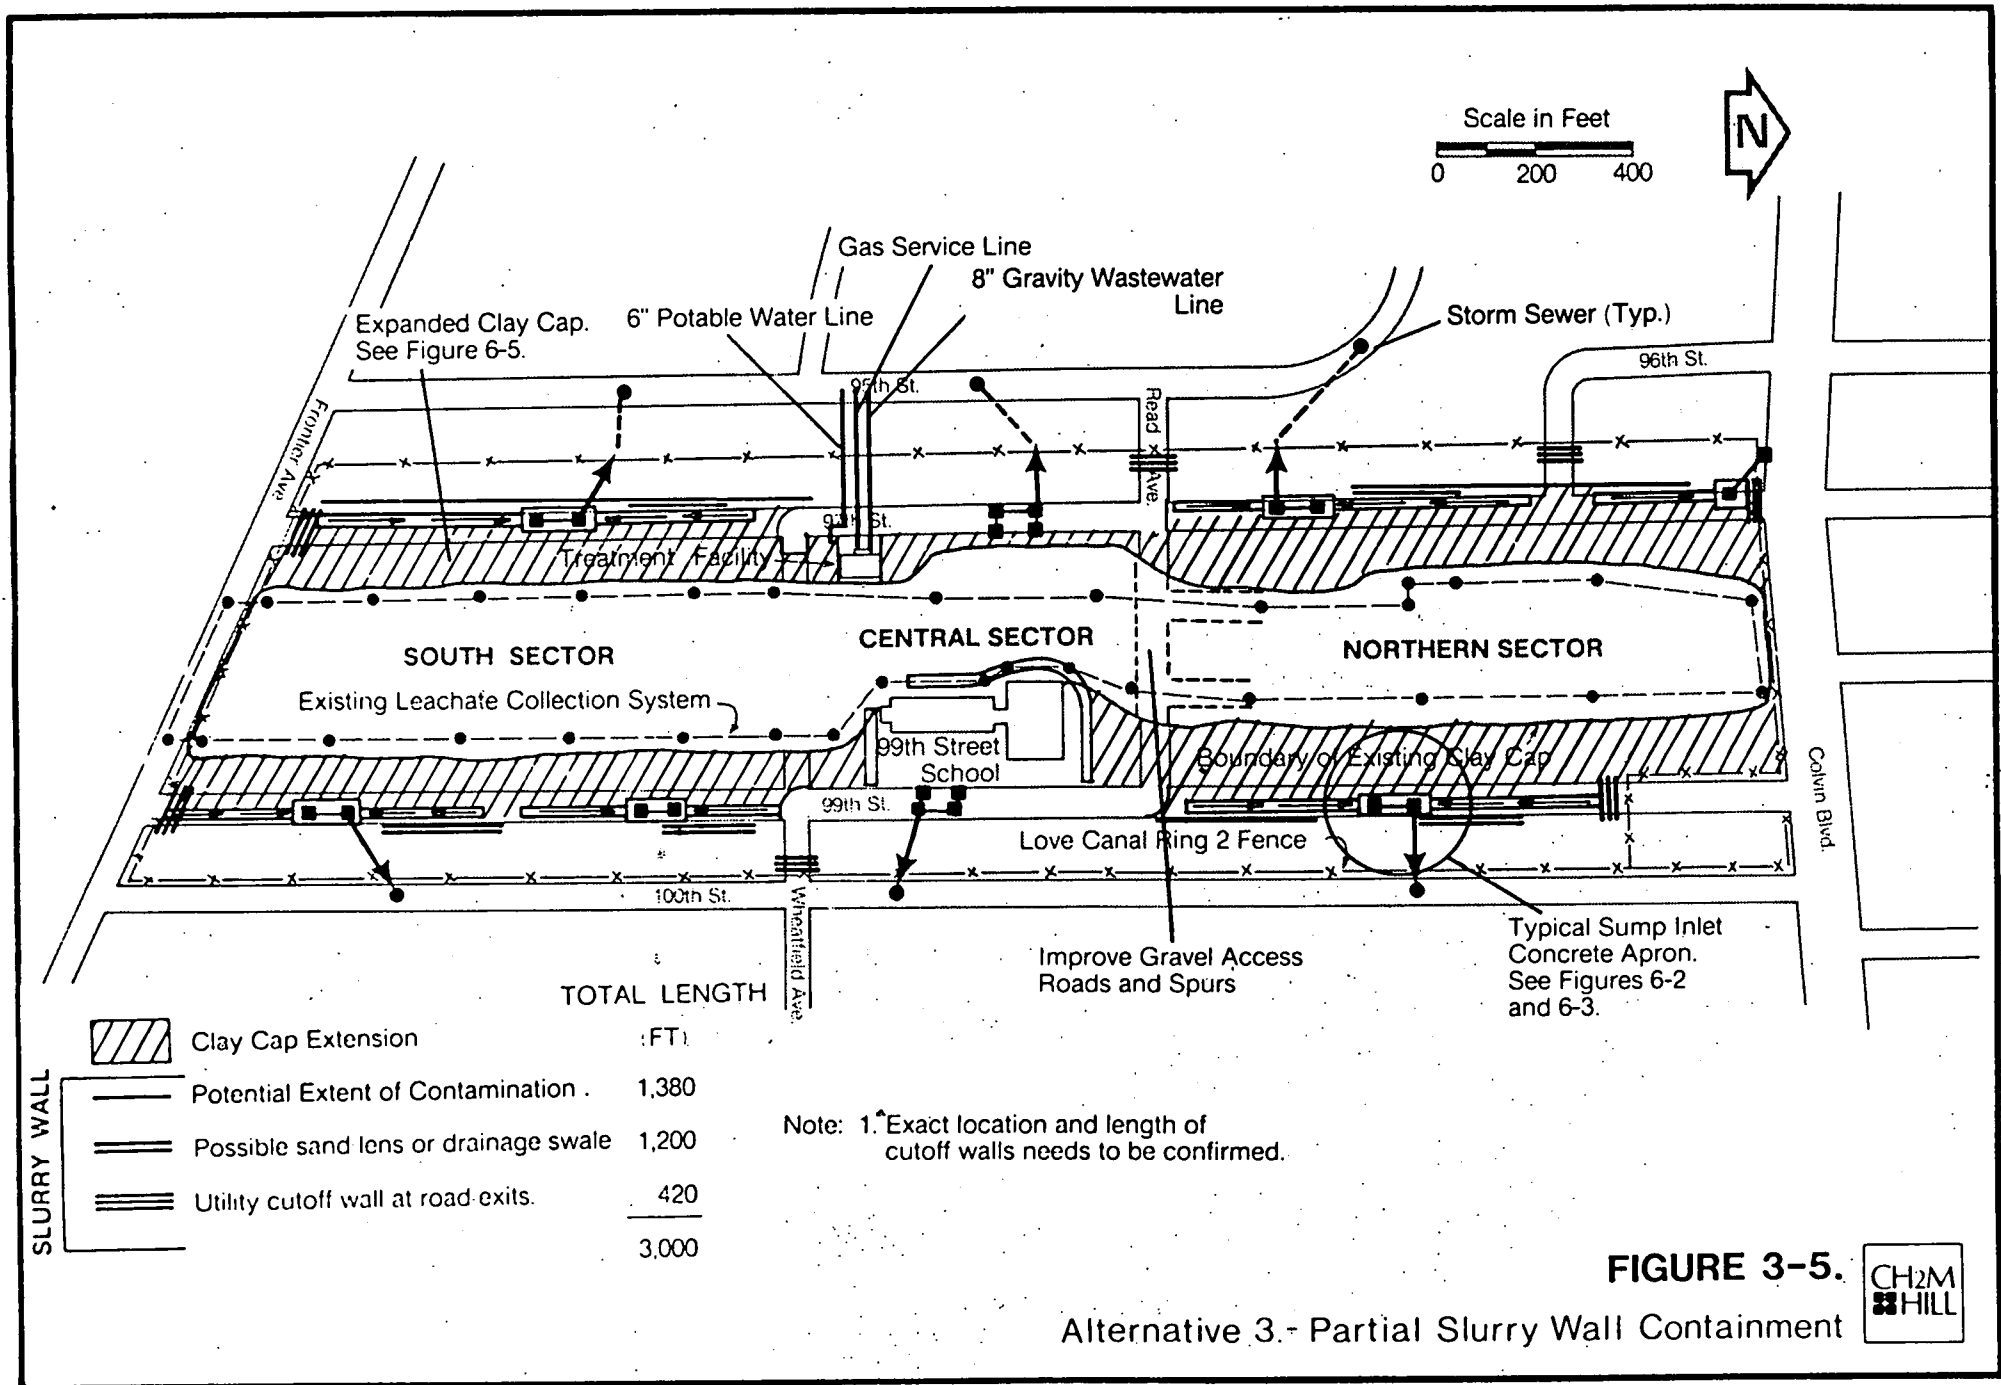 Scale in Feet
0 200 400
N
Gas Service Line
8" Gravity Wastewater
Line
6" Potable Water Line
Expanded Clay Cap.
See Figure 6-5.
Storm Sewer (Typ.)
96th St.
95th St.
Read Ave.
Frontier Ave.
97th St.
Treatment Facility
SOUTH SECTOR
CENTRAL SECTOR
NORTHERN SECTOR
Existing Leachate Collection System
99th Street
School
Boundary of Existing Clay Cap
Colvin Blvd.
99th St.
Love Canal Ring 2 Fence
100th St.
Wheatfield Ave.
Improve Gravel Access
Roads and Spurs
Typical Sump Inlet
Concrete Apron.
See Figures 6-2
and 6-3.
TOTAL LENGTH
(FT)
Clay Cap Extension
SLURRY WALL
Potential Extent of Contamination . 1,380
Possible sand lens or drainage swale 1,200
Utility cutoff wall at road exits. 420
3,000
Note: 1. Exact location and length of
cutoff walls needs to be confirmed.
FIGURE 3-5.
Alternative 3.- Partial Slurry Wall Containment
CH2M
HILL